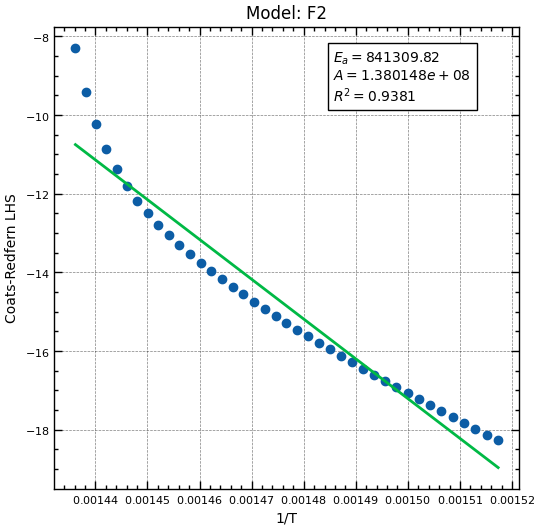 Model: F2
E_a = 841309.82
A = 1.380148e + 08
R² = 0.9381
Coats-Redfern LHS
−8
−10
−12
−14
−16
−18
0.00144 0.00145 0.00146 0.00147 0.00148 0.00149 0.00150 0.00151 0.00152
1/T